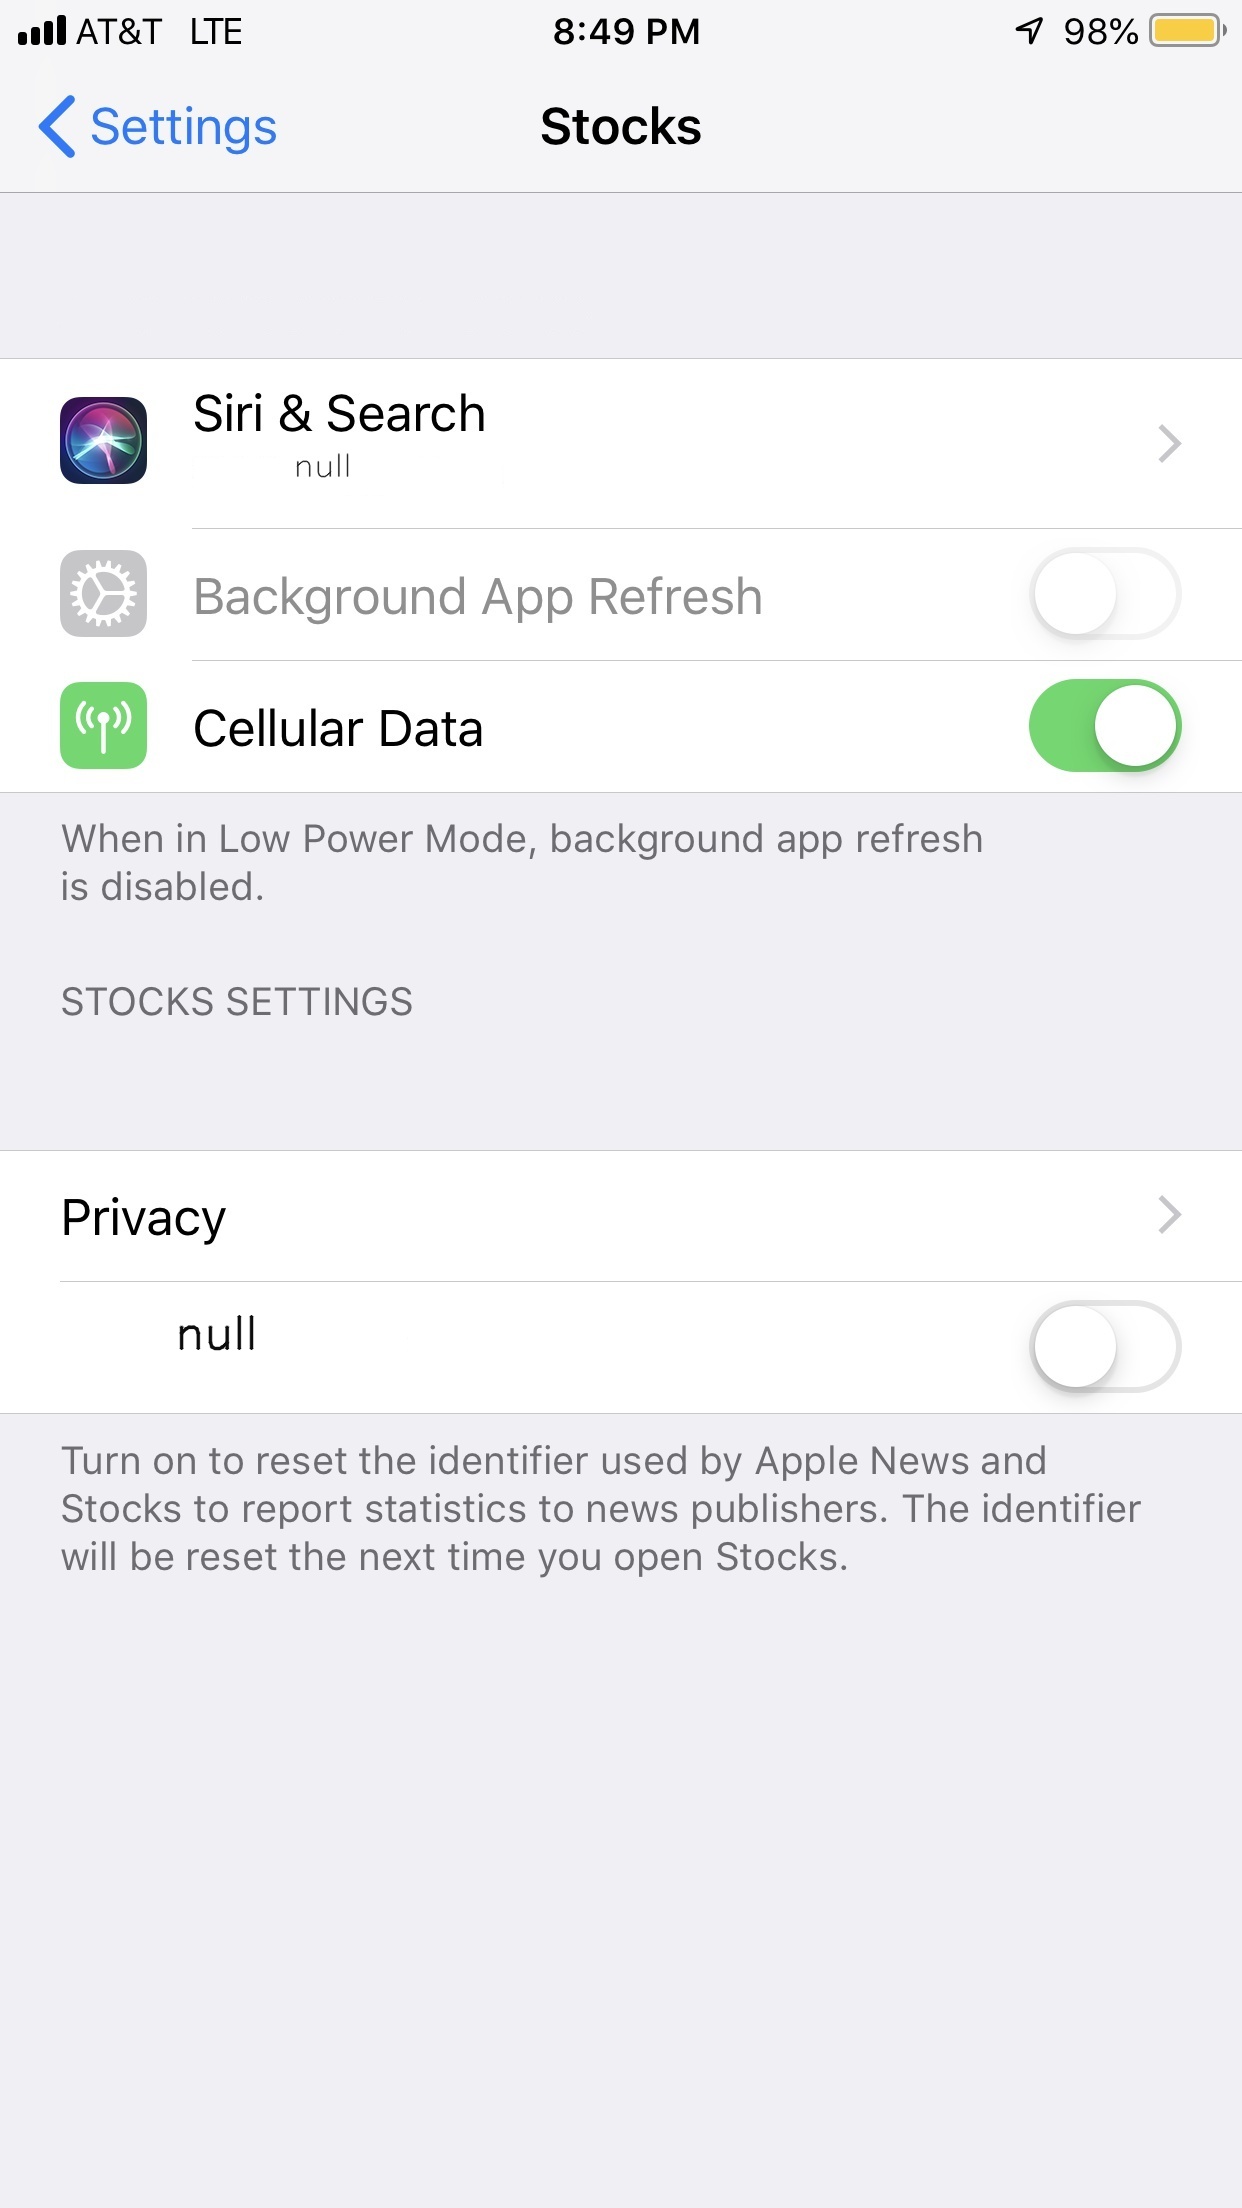 AT&T LTE 8:49 PM 98%
Settings Stocks
Siri & Search
null
Background App Refresh
Cellular Data
When in Low Power Mode, background app refresh
is disabled.
STOCKS SETTINGS
Privacy
null
Turn on to reset the identifier used by Apple News and
Stocks to report statistics to news publishers. The identifier
will be reset the next time you open Stocks.